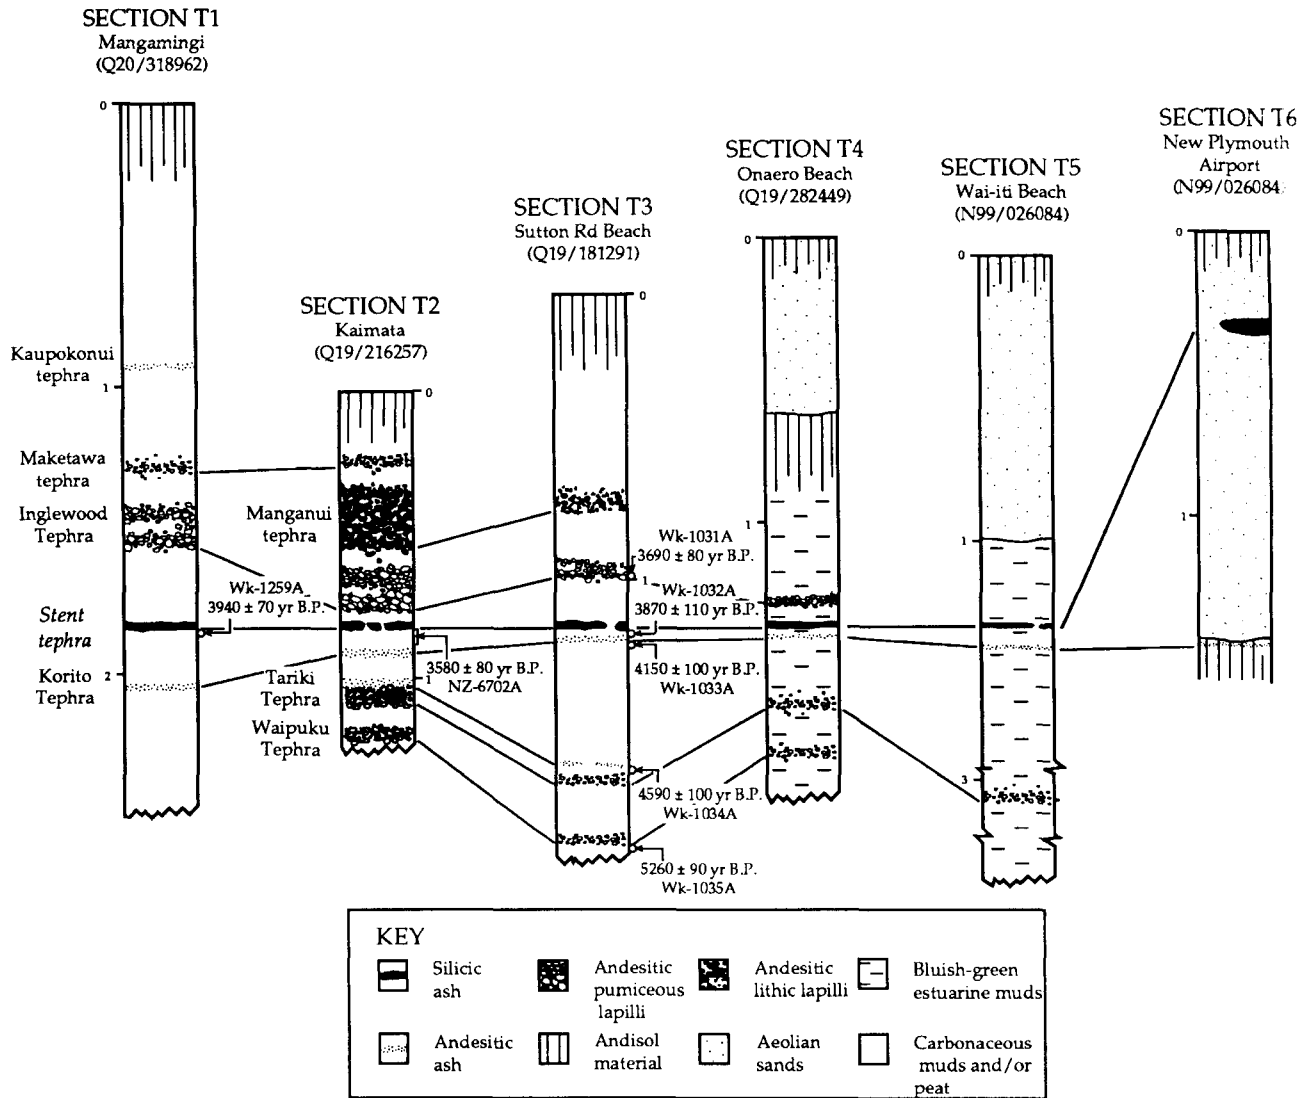 SECTION T1
Mangamingi
(Q20/318962)
SECTION T2
Kaimata
(Q19/216257)
SECTION T3
Sutton Rd Beach
(Q19/181291)
SECTION T4
Onaero Beach
(Q19/282449)
SECTION T5
Wai-iti Beach
(N99/026084)
SECTION T6
New Plymouth
Airport
(N99/026084)
0
1
2
0
1
0
1
0
1
0
1
3
0
1
Kaupokonui
tephra
Maketawa
tephra
Inglewood
Tephra
Stent
tephra
Korito
Tephra
Manganui
tephra
Tariki
Tephra
Waipuku
Tephra
Wk-1259A
3940 ± 70 yr B.P.
3580 ± 80 yr B.P.
NZ-6702A
Wk-1031A
3690 ± 80 yr B.P.
Wk-1032A
3870 ± 110 yr B.P.
4150 ± 100 yr B.P.
Wk-1033A
4590 ± 100 yr B.P.
Wk-1034A
5260 ± 90 yr B.P.
Wk-1035A
KEY
Silicic
ash
Andesitic
pumiceous
lapilli
Andesitic
lithic lapilli
Bluish-green
estuarine muds
Andesitic
ash
Andisol
material
Aeolian
sands
Carbonaceous
muds and/or
peat